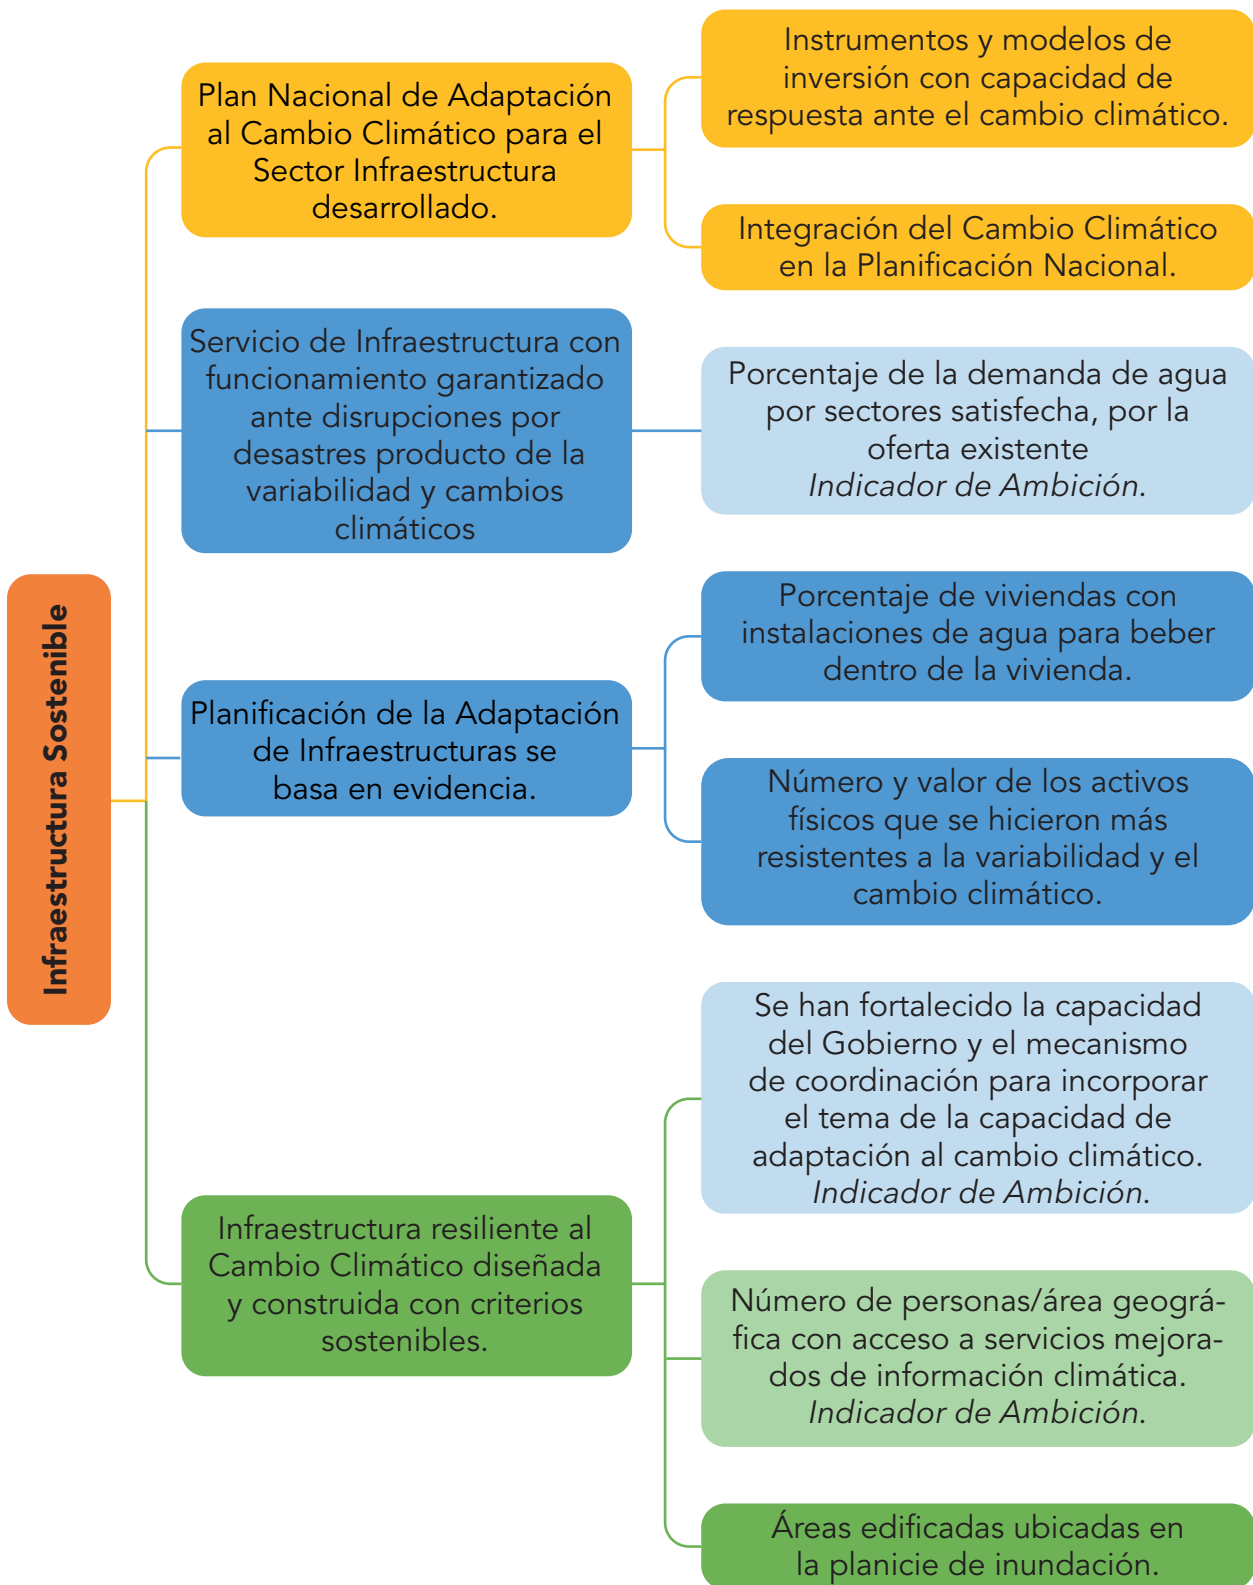 Infraestructura Sostenible
Plan Nacional de Adaptación
al Cambio Climático para el
Sector Infraestructura
desarrollado.
Instrumentos y modelos de
inversión con capacidad de
respuesta ante el cambio climático.
Integración del Cambio Climático
en la Planificación Nacional.
Servicio de Infraestructura con
funcionamiento garantizado
ante disrupciones por
desastres producto de la
variabilidad y cambios
climáticos
Porcentaje de la demanda de agua
por sectores satisfecha, por la
oferta existente
Indicador de Ambición.
Planificación de la Adaptación
de Infraestructuras se
basa en evidencia.
Porcentaje de viviendas con
instalaciones de agua para beber
dentro de la vivienda.
Número y valor de los activos
físicos que se hicieron más
resistentes a la variabilidad y el
cambio climático.
Infraestructura resiliente al
Cambio Climático diseñada
y construida con criterios
sostenibles.
Se han fortalecido la capacidad
del Gobierno y el mecanismo
de coordinación para incorporar
el tema de la capacidad de
adaptación al cambio climático.
Indicador de Ambición.
Número de personas/área geográ-
fica con acceso a servicios mejora-
dos de información climática.
Indicador de Ambición.
Áreas edificadas ubicadas en
la planicie de inundación.